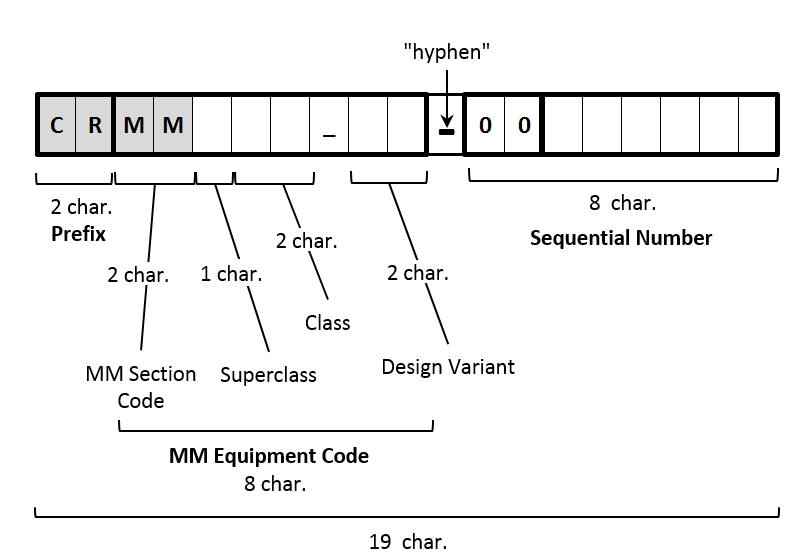 "hyphen"
C R M M _ - 0 0
2 char.
Prefix
8 char.
Sequential Number
2 char.
2 char.
1 char.
2 char.
Class
Design Variant
MM Section
Code
Superclass
MM Equipment Code
8 char.
19 char.